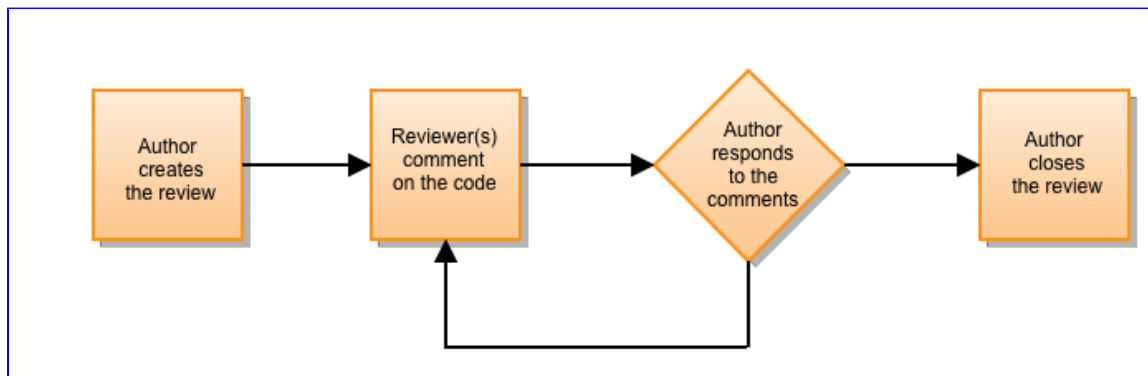 Author
creates
the review
Reviewer(s)
comment
on the code
Author
responds
to the
comments
Author
closes
the review